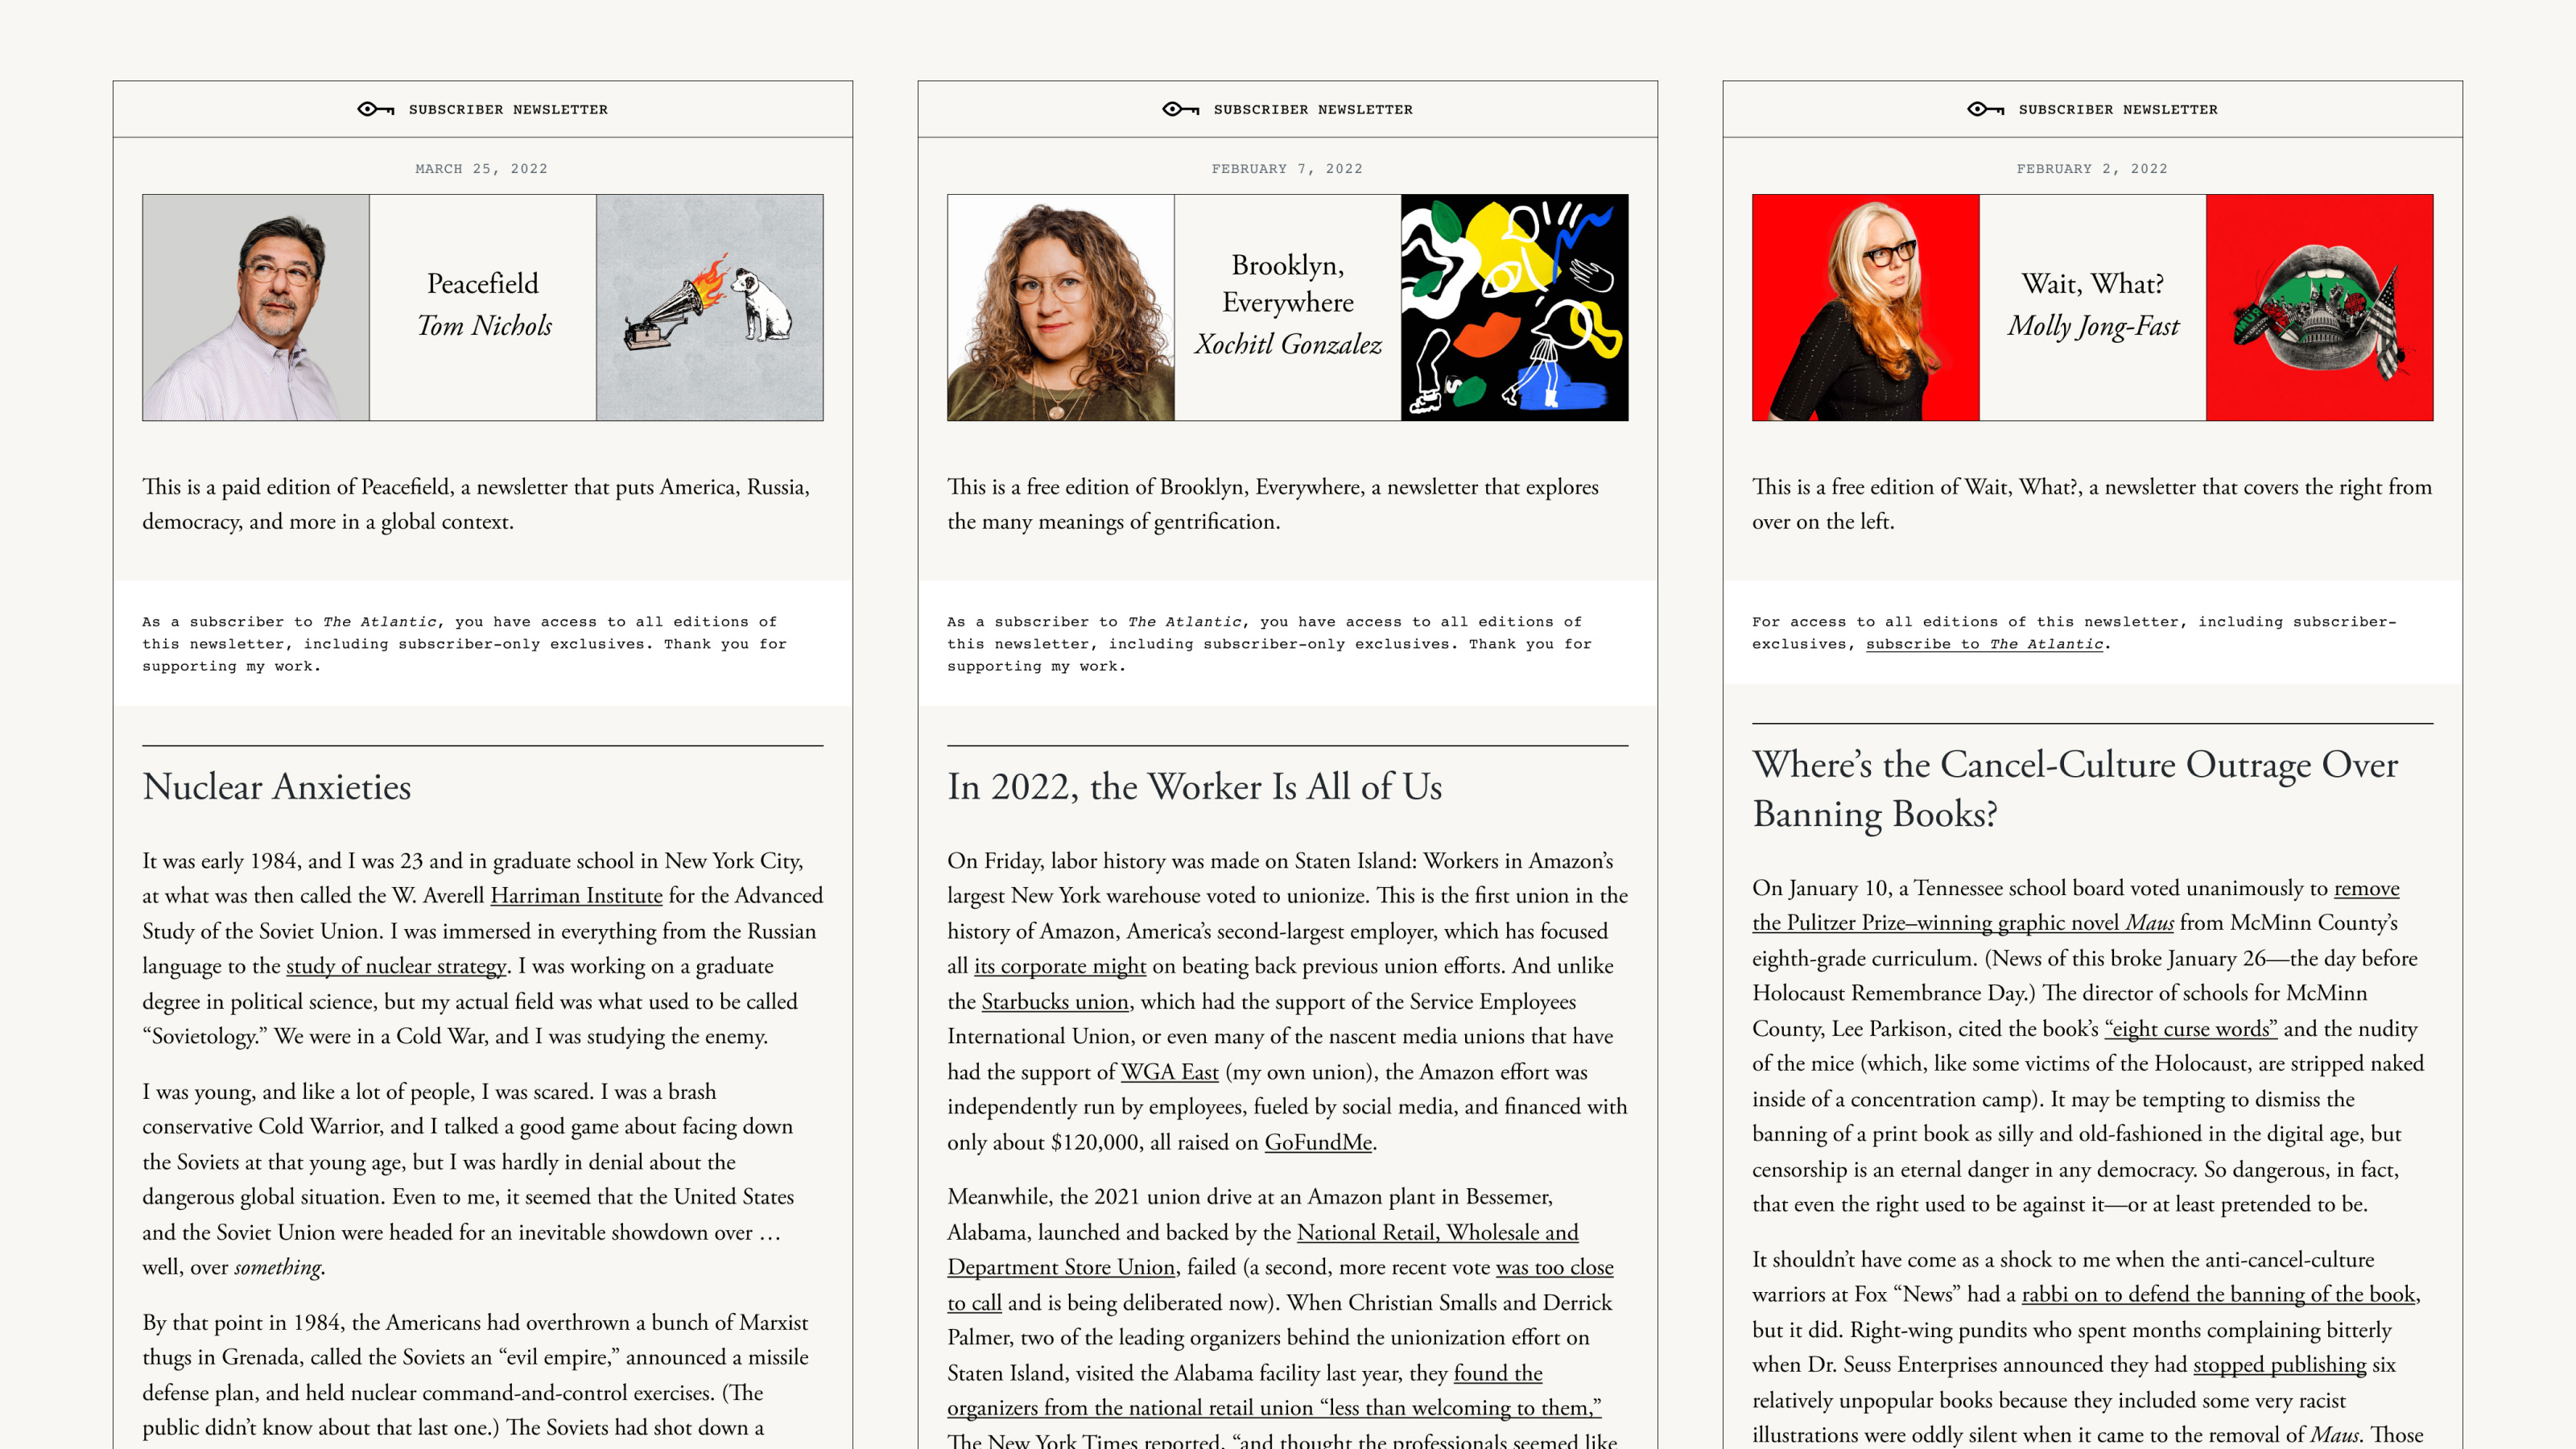 SUBSCRIBER NEWSLETTER
MARCH 25, 2022
Peacefield
Tom Nichols
This is a paid edition of Peacefield, a newsletter that puts America, Russia,
democracy, and more in a global context.
As a subscriber to The Atlantic, you have access to all editions of
this newsletter, including subscriber-only exclusives. Thank you for
supporting my work.
Nuclear Anxieties
It was early 1984, and I was 23 and in graduate school in New York City,
at what was then called the W. Averell Harriman Institute for the Advanced
Study of the Soviet Union. I was immersed in everything from the Russian
language to the study of nuclear strategy. I was working on a graduate
degree in political science, but my actual field was what used to be called
“Sovietology.” We were in a Cold War, and I was studying the enemy.
I was young, and like a lot of people, I was scared. I was a brash
conservative Cold Warrior, and I talked a good game about facing down
the Soviets at that young age, but I was hardly in denial about the
dangerous global situation. Even to me, it seemed that the United States
and the Soviet Union were headed for an inevitable showdown over …
well, over something.
By that point in 1984, the Americans had overthrown a bunch of Marxist
thugs in Grenada, called the Soviets an “evil empire,” announced a missile
defense plan, and held nuclear command-and-control exercises. (The
public didn’t know about that last one.) The Soviets had shot down a
SUBSCRIBER NEWSLETTER
FEBRUARY 7, 2022
Brooklyn,
Everywhere
Xochitl Gonzalez
This is a free edition of Brooklyn, Everywhere, a newsletter that explores
the many meanings of gentrification.
As a subscriber to The Atlantic, you have access to all editions of
this newsletter, including subscriber-only exclusives. Thank you for
supporting my work.
In 2022, the Worker Is All of Us
On Friday, labor history was made on Staten Island: Workers in Amazon’s
largest New York warehouse voted to unionize. This is the first union in the
history of Amazon, America’s second-largest employer, which has focused
all its corporate might on beating back previous union efforts. And unlike
the Starbucks union, which had the support of the Service Employees
International Union, or even many of the nascent media unions that have
had the support of WGA East (my own union), the Amazon effort was
independently run by employees, fueled by social media, and financed with
only about $120,000, all raised on GoFundMe.
Meanwhile, the 2021 union drive at an Amazon plant in Bessemer,
Alabama, launched and backed by the National Retail, Wholesale and
Department Store Union, failed (a second, more recent vote was too close
to call and is being deliberated now). When Christian Smalls and Derrick
Palmer, two of the leading organizers behind the unionization effort on
Staten Island, visited the Alabama facility last year, they found the
organizers from the national retail union “less than welcoming to them,”
The New York Times reported, “and thought the professionals seemed like
SUBSCRIBER NEWSLETTER
FEBRUARY 2, 2022
Wait, What?
Molly Jong-Fast
This is a free edition of Wait, What?, a newsletter that covers the right from
over on the left.
For access to all editions of this newsletter, including subscriber-
exclusives, subscribe to The Atlantic.
Where’s the Cancel-Culture Outrage Over
Banning Books?
On January 10, a Tennessee school board voted unanimously to remove
the Pulitzer Prize–winning graphic novel Maus from McMinn County’s
eighth-grade curriculum. (News of this broke January 26—the day before
Holocaust Remembrance Day.) The director of schools for McMinn
County, Lee Parkison, cited the book’s “eight curse words” and the nudity
of the mice (which, like some victims of the Holocaust, are stripped naked
inside of a concentration camp). It may be tempting to dismiss the
banning of a print book as silly and old-fashioned in the digital age, but
censorship is an eternal danger in any democracy. So dangerous, in fact,
that even the right used to be against it—or at least pretended to be.
It shouldn’t have come as a shock to me when the anti-cancel-culture
warriors at Fox “News” had a rabbi on to defend the banning of the book,
but it did. Right-wing pundits who spent months complaining bitterly
when Dr. Seuss Enterprises announced they had stopped publishing six
relatively unpopular books because they included some very racist
illustrations were oddly silent when it came to the removal of Maus. Those